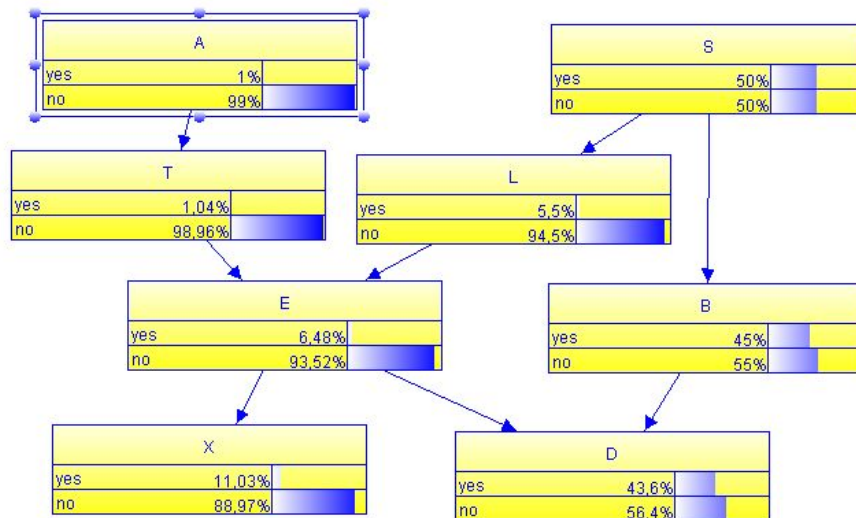 A
yes 1%
no 99%
S
yes 50%
no 50%
T
yes 1,04%
no 98,96%
L
yes 5,5%
no 94,5%
E
yes 6,48%
no 93,52%
B
yes 45%
no 55%
X
yes 11,03%
no 88,97%
D
yes 43,6%
no 56,4%